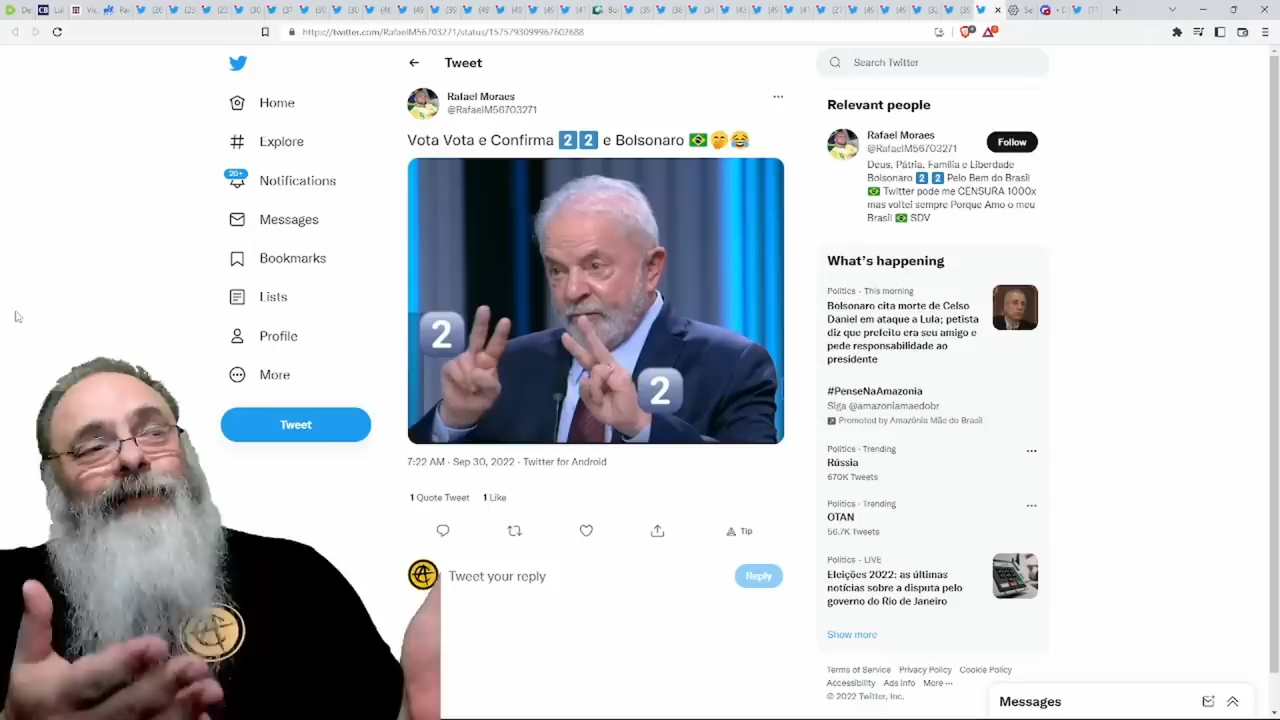 https://twitter.com/RafaelM56703271/status/1575793099967602688
Home
Explore
20+
Notifications
Messages
Bookmarks
Lists
Profile
More
Tweet
Tweet
Rafael Moraes
@RafaelM56703271
Vota Vota e Confirma 2 2 e Bolsonaro 🇧🇷🤭😂
2
2
7:22 AM · Sep 30, 2022 · Twitter for Android
1 Quote Tweet 1 Like
Tip
Tweet your reply
Reply
Search Twitter
Relevant people
Rafael Moraes
@RafaelM56703271
Follow
Deus, Pátria, Família e Liberdade
Bolsonaro 2 2 Pelo Bem do Brasil
🇧🇷 Twitter pode me CENSURA 1000x
mas voltei sempre Porque Amo o meu
Brasil 🇧🇷 SDV
What's happening
Politics · This morning
Bolsonaro cita morte de Celso
Daniel em ataque a Lula; petista
diz que prefeito era seu amigo e
pede responsabilidade ao
presidente
#PenseNaAmazonia
Siga @amazoniamaedobr
Promoted by Amazônia Mão do Brasil
Politics · Trending
Rússia
670K Tweets
Politics · Trending
OTAN
56.7K Tweets
Politics · LIVE
Eleições 2022: as últimas
notícias sobre a disputa pelo
governo do Rio de Janeiro
Show more
Terms of Service Privacy Policy Cookie Policy
Accessibility Ads info More ···
© 2022 Twitter, Inc.
Messages